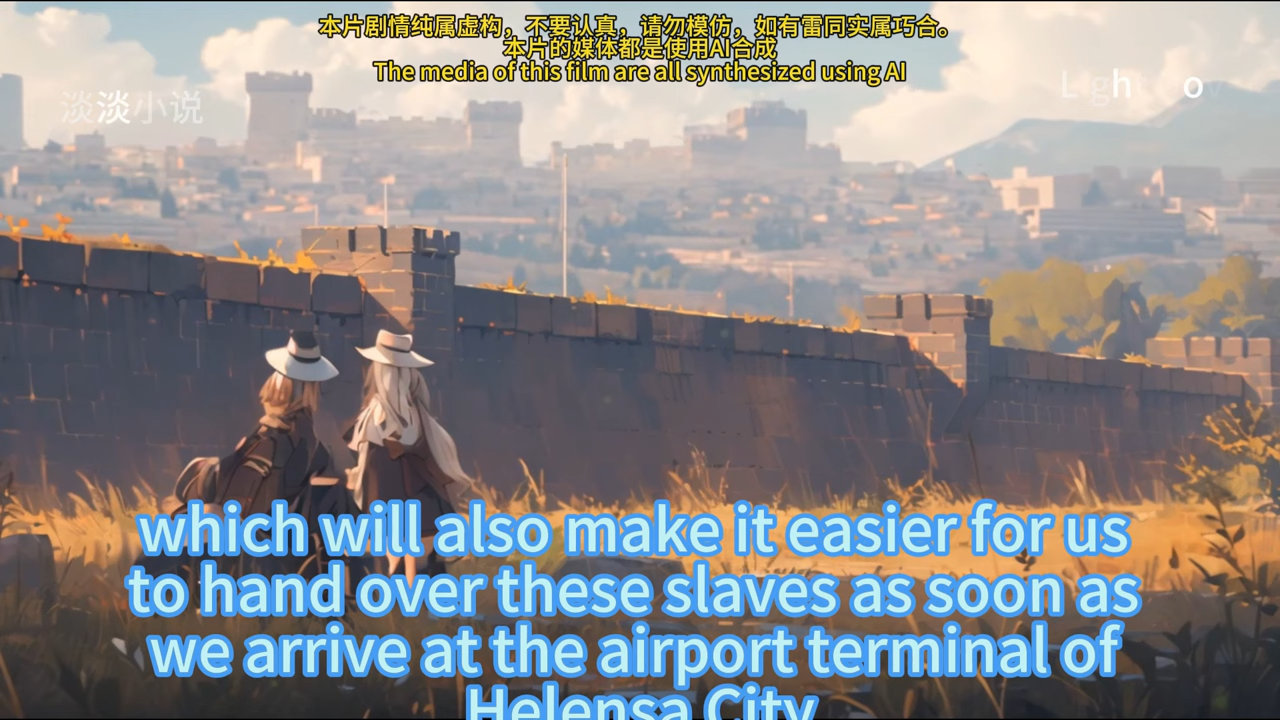 本片剧情纯属虚构，不要认真，请勿模仿，如有雷同实属巧合。
本片的媒体都是使用AI合成
The media of this film are all synthesized using AI
淡淡小说
which will also make it easier for us
to hand over these slaves as soon as
we arrive at the airport terminal of
Helensa City